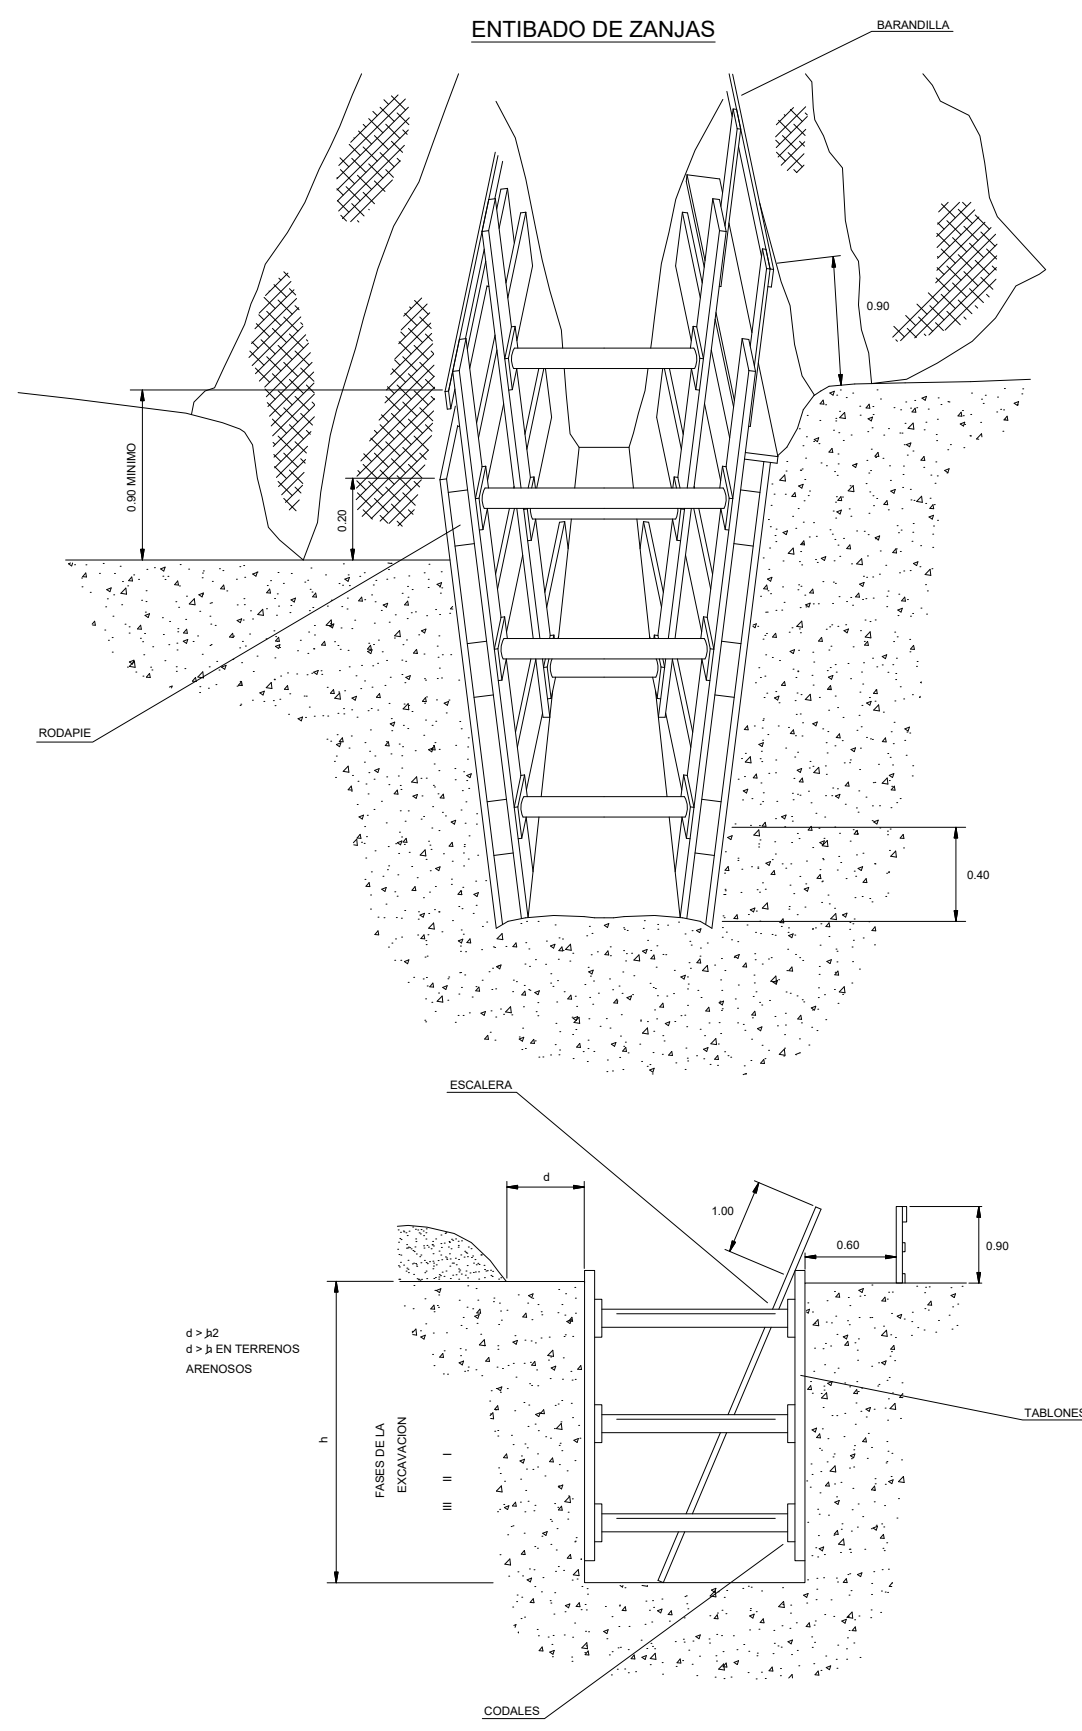 ENTIBADO DE ZANJAS
BARANDILLA
0.90
0.90 MINIMO
0.20
RODAPIE
0.40
ESCALERA
d
1.00
0.60
0.90
d >
d > EN TERRENOS
ARENOSOS
h
FASES DE LA
EXCAVACION
I
II
III
TABLONES
CODALES